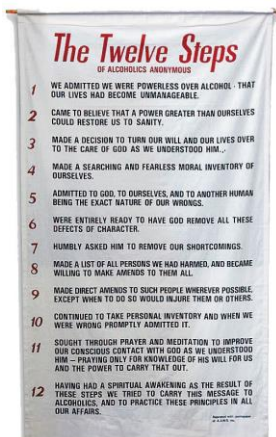 The Twelve Steps
OF ALCOHOLICS ANONYMOUS
1 WE ADMITTED WE WERE POWERLESS OVER ALCOHOL - THAT
OUR LIVES HAD BECOME UNMANAGEABLE.
2 CAME TO BELIEVE THAT A POWER GREATER THAN OURSELVES
COULD RESTORE US TO SANITY.
3 MADE A DECISION TO TURN OUR WILL AND OUR LIVES OVER
TO THE CARE OF GOD AS WE UNDERSTOOD HIM.
4 MADE A SEARCHING AND FEARLESS MORAL INVENTORY OF
OURSELVES.
5 ADMITTED TO GOD, TO OURSELVES, AND TO ANOTHER HUMAN
BEING THE EXACT NATURE OF OUR WRONGS.
6 WERE ENTIRELY READY TO HAVE GOD REMOVE ALL THESE
DEFECTS OF CHARACTER.
7 HUMBLY ASKED HIM TO REMOVE OUR SHORTCOMINGS.
8 MADE A LIST OF ALL PERSONS WE HAD HARMED, AND BECAME
WILLING TO MAKE AMENDS TO THEM ALL.
9 MADE DIRECT AMENDS TO SUCH PEOPLE WHEREVER POSSIBLE,
EXCEPT WHEN TO DO SO WOULD INJURE THEM OR OTHERS.
10 CONTINUED TO TAKE PERSONAL INVENTORY AND WHEN WE
WERE WRONG PROMPTLY ADMITTED IT.
11 SOUGHT THROUGH PRAYER AND MEDITATION TO IMPROVE
OUR CONSCIOUS CONTACT WITH GOD AS WE UNDERSTOOD
HIM — PRAYING ONLY FOR KNOWLEDGE OF HIS WILL FOR US
AND THE POWER TO CARRY THAT OUT.
12 HAVING HAD A SPIRITUAL AWAKENING AS THE RESULT OF
THESE STEPS WE TRIED TO CARRY THIS MESSAGE TO
ALCOHOLICS, AND TO PRACTICE THESE PRINCIPLES IN ALL
OUR AFFAIRS.